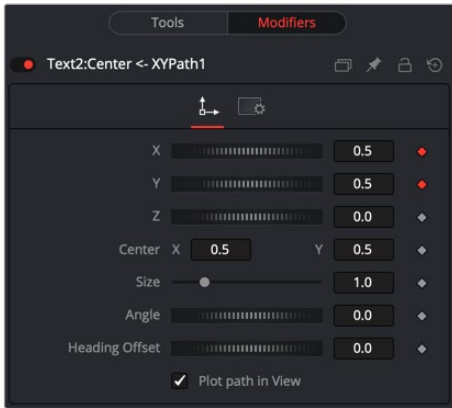 Tools Modifiers
Text2:Center <- XYPath1
X 0.5
Y 0.5
Z 0.0
Center X 0.5 Y 0.5
Size 1.0
Angle 0.0
Heading Offset 0.0
Plot path in View